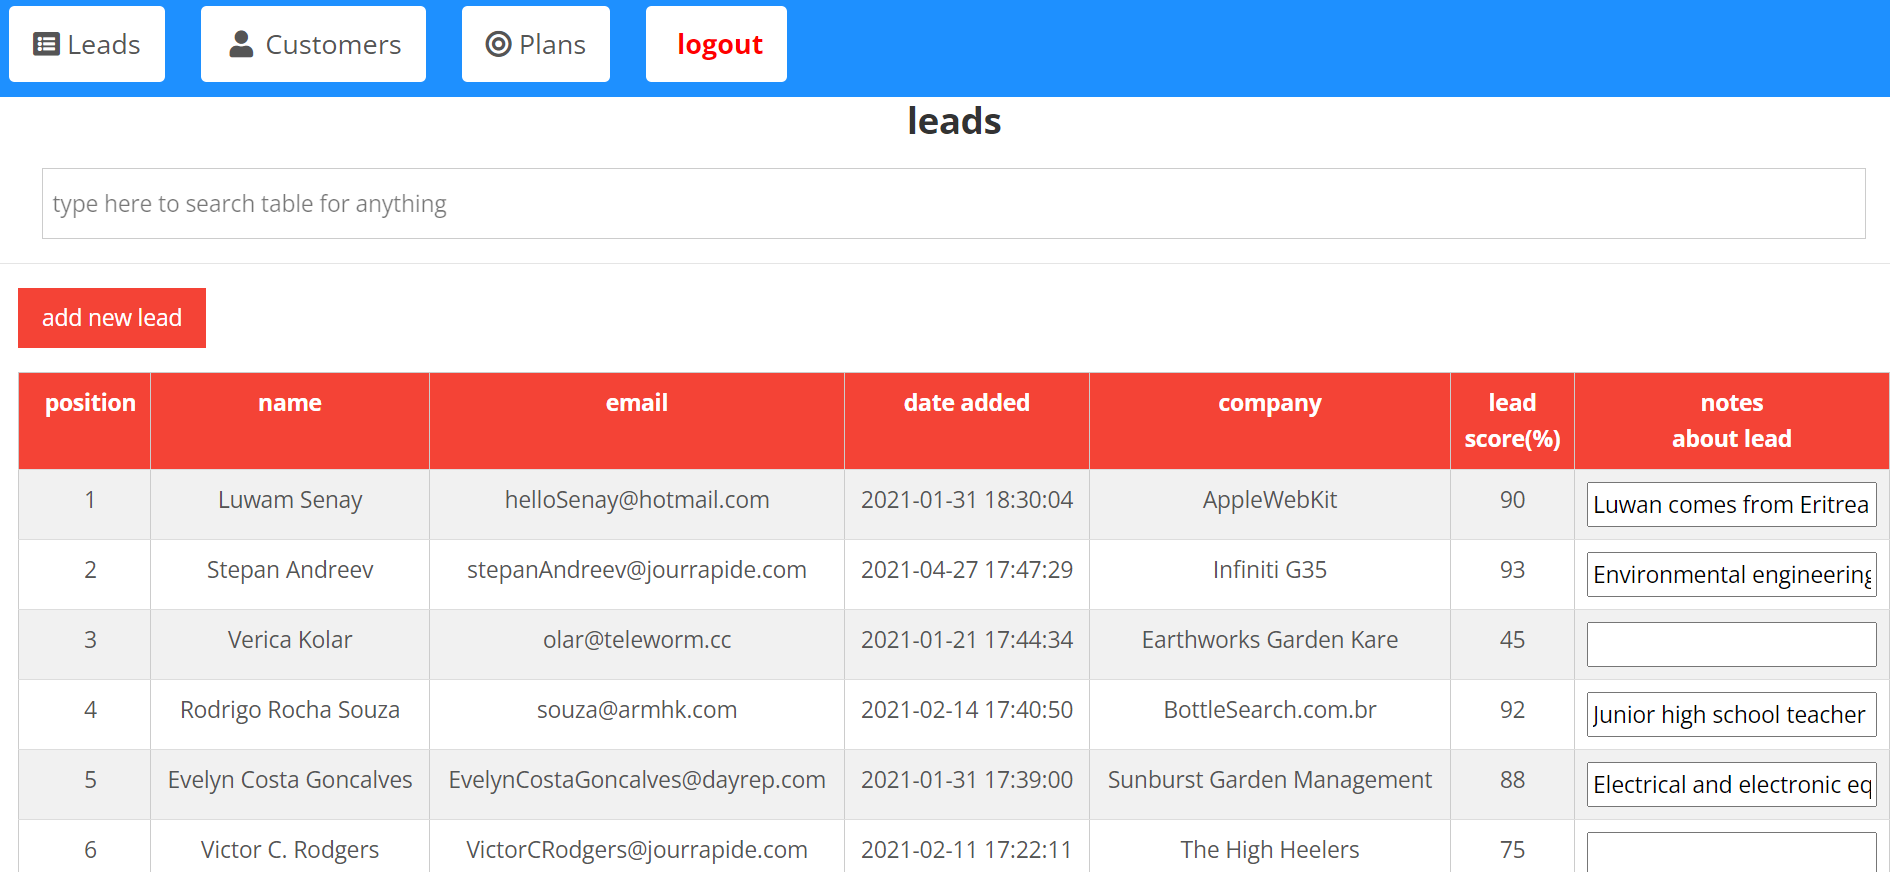 Leads Customers Plans logout
leads
type here to search table for anything
add new lead
position name email date added company lead score(%) notes about lead
1 Luwam Senay helloSenay@hotmail.com 2021-01-31 18:30:04 AppleWebKit 90 Luwan comes from Eritrea
2 Stepan Andreev stepanAndreev@jourrapide.com 2021-04-27 17:47:29 Infiniti G35 93 Environmental engineering
3 Verica Kolar olar@teleworm.cc 2021-01-21 17:44:34 Earthworks Garden Kare 45
4 Rodrigo Rocha Souza souza@armhk.com 2021-02-14 17:40:50 BottleSearch.com.br 92 Junior high school teacher
5 Evelyn Costa Goncalves EvelynCostaGoncalves@dayrep.com 2021-01-31 17:39:00 Sunburst Garden Management 88 Electrical and electronic eq
6 Victor C. Rodgers VictorCRodgers@jourrapide.com 2021-02-11 17:22:11 The High Heelers 75